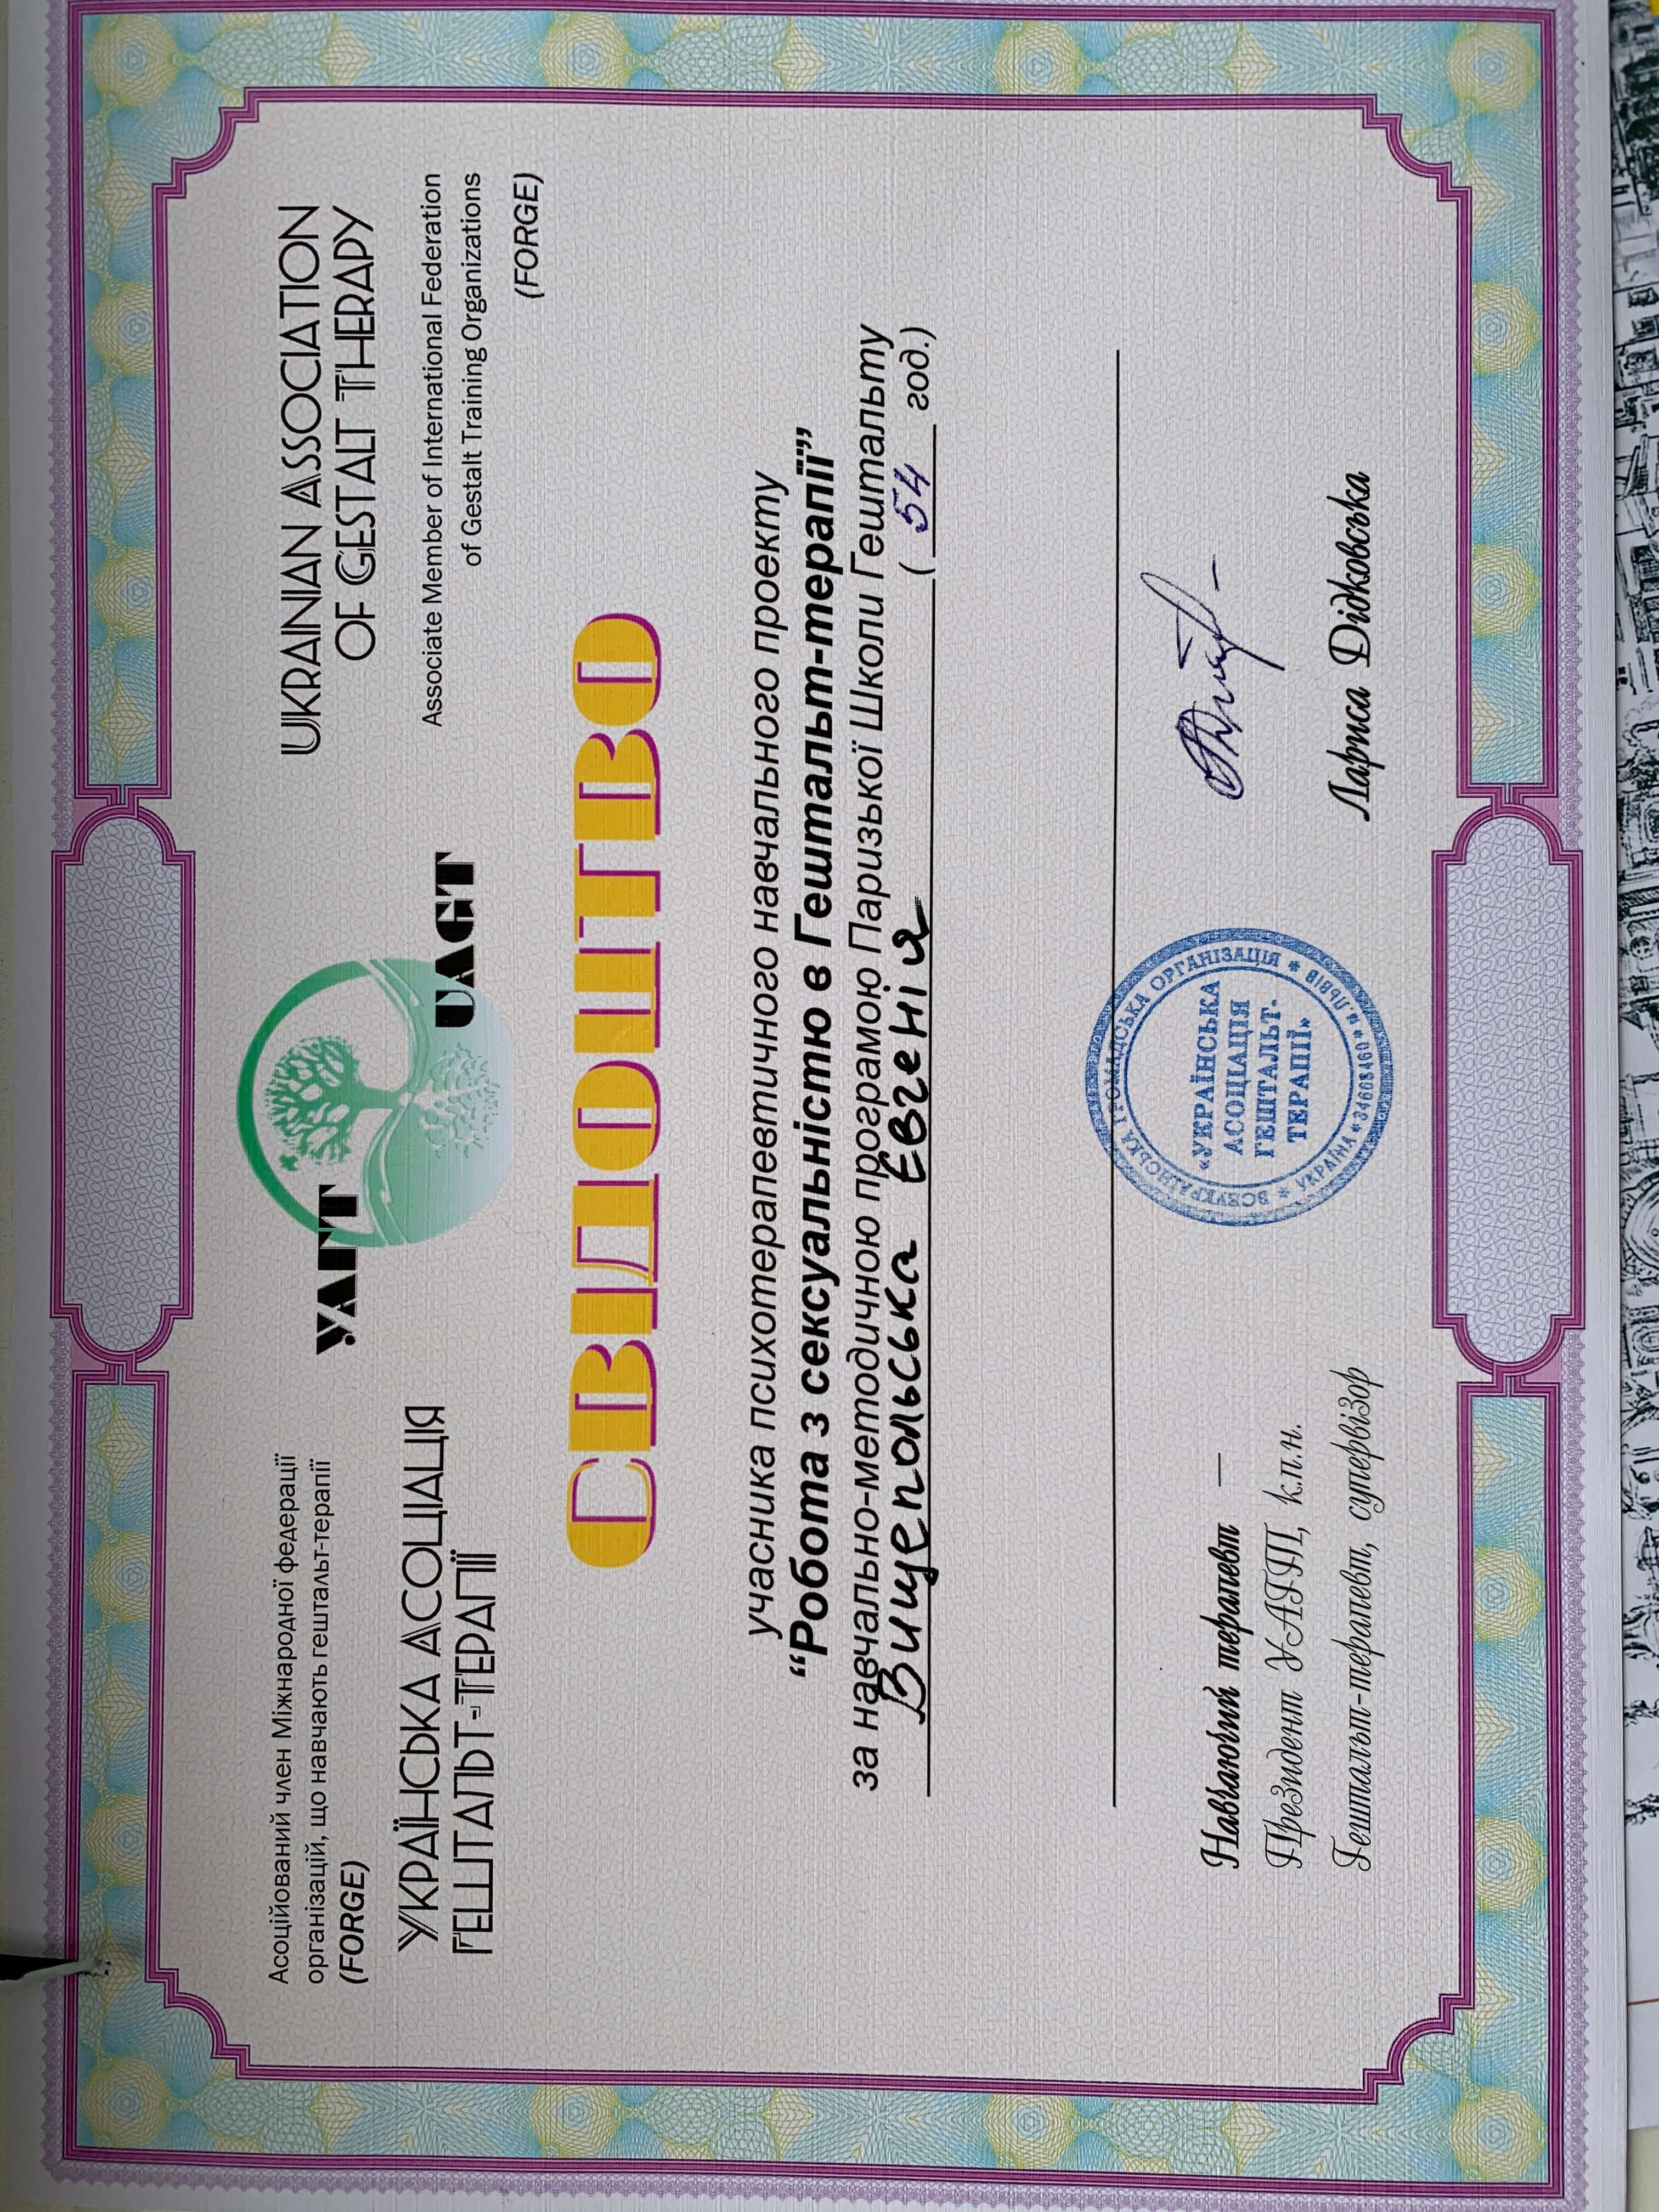 Асоційований член Міжнародної федерації
організацій, що навчають гештальт-терапії
(FORGE)
УКРАЇНСЬКА АСОЦІАЦІЯ
ГЕШТАЛЬТ-ТЕРАПІЇ
УАГТ
UAGT
UKRAINIAN ASSOCIATION
OF GESTALT THERAPY
Associate Member of International Federation
of Gestalt Training Organizations
(FORGE)
СВІДОЦТВО
учасника психотерапевтичного навчального проекту
“Робота з сексуальністю в Гештальт-терапії”
за навчально-методичною програмою Паризької Школи Гештальту
Вищепольська Євгенія ( 54 год.)
Навчаючий терапевт —
Президент УАГТ, к.п.н.
Гештальт-терапевт, супервізор
ВСЕУКРАЇНСЬКА ГРОМАДСЬКА ОРГАНІЗАЦІЯ
«УКРАЇНСЬКА
АСОЦІАЦІЯ
ГЕШТАЛЬТ-
ТЕРАПІЇ»
УКРАЇНА * 34608460 * м.ЛЬВІВ
Лариса Дідковська